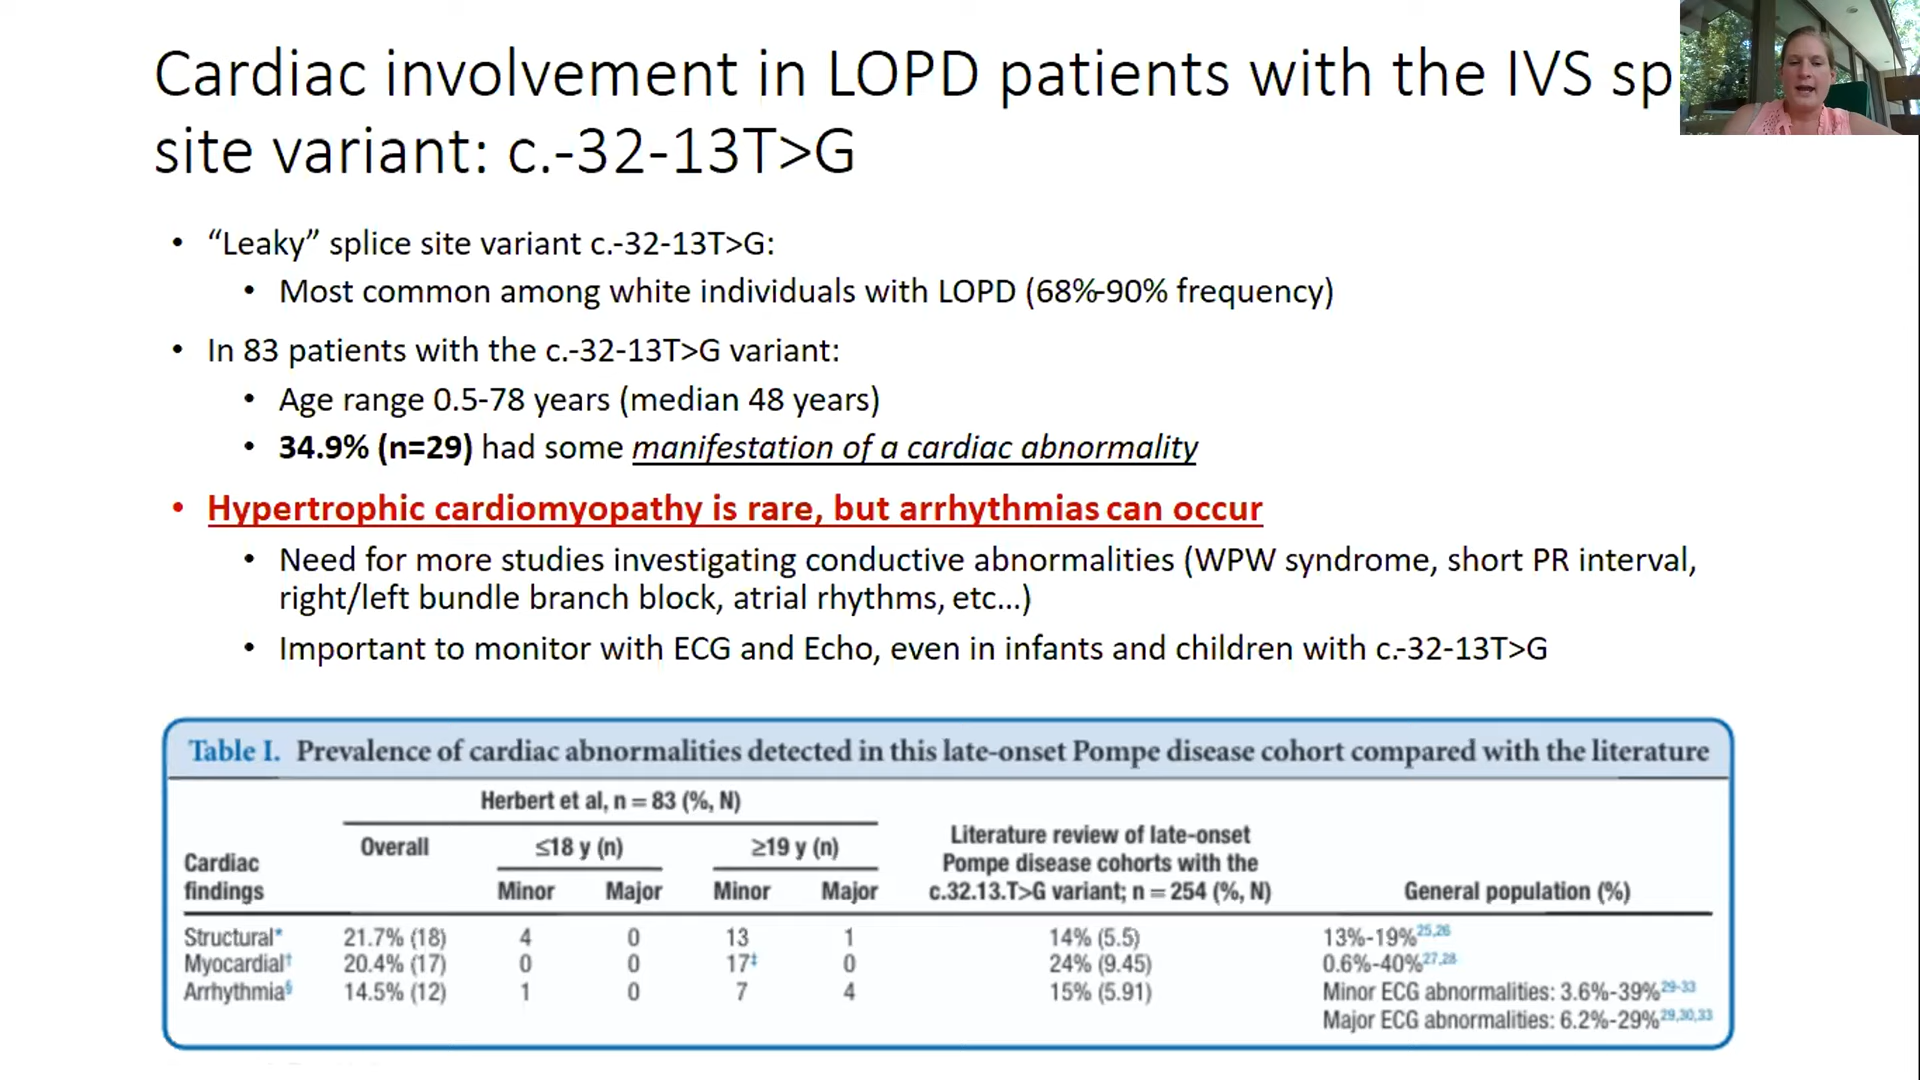 Cardiac involvement in LOPD patients with the IVS sp
site variant: c.-32-13T>G
• “Leaky” splice site variant c.-32-13T>G:
• Most common among white individuals with LOPD (68%-90% frequency)
• In 83 patients with the c.-32-13T>G variant:
• Age range 0.5-78 years (median 48 years)
• 34.9% (n=29) had some manifestation of a cardiac abnormality
• Hypertrophic cardiomyopathy is rare, but arrhythmias can occur
• Need for more studies investigating conductive abnormalities (WPW syndrome, short PR interval,
right/left bundle branch block, atrial rhythms, etc...)
• Important to monitor with ECG and Echo, even in infants and children with c.-32-13T>G
Table I. Prevalence of cardiac abnormalities detected in this late-onset Pompe disease cohort compared with the literature
Herbert et al, n = 83 (%, N)
Overall ≤18 y (n) ≥19 y (n)
Literature review of late-onset
Pompe disease cohorts with the
c.32.13.T>G variant; n = 254 (%, N)
Cardiac
findings Minor Major Minor Major General population (%)
Structural* 21.7% (18) 4 0 13 1 14% (5.5) 13%-19%25,26
Myocardial† 20.4% (17) 0 0 17‡ 0 24% (9.45) 0.6%-40%27,28
Arrhythmia§ 14.5% (12) 1 0 7 4 15% (5.91) Minor ECG abnormalities: 3.6%-39%29-33
Major ECG abnormalities: 6.2%-29%29,30,33